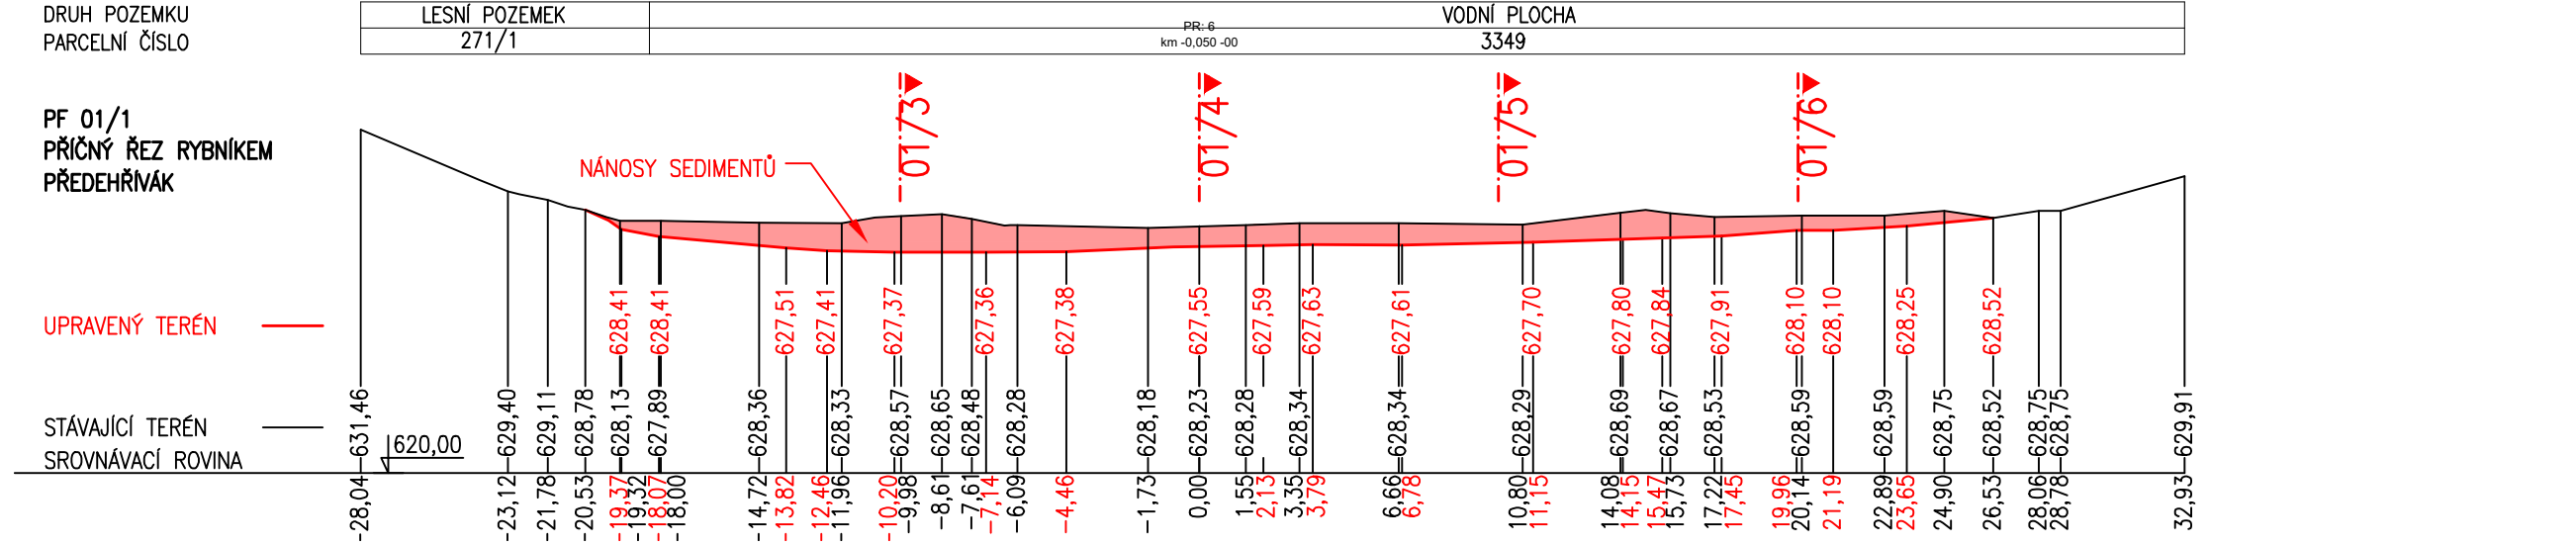 DRUH POZEMKU LESNÍ POZEMEK VODNÍ PLOCHA
PR: 6
PARCELNÍ ČÍSLO 271/1 km -0,050 -00 3349
PF 01/1
PŘÍČNÝ ŘEZ RYBNÍKEM
PŘEDEHŘÍVÁK
NÁNOSY SEDIMENTŮ
01/3 01/4 01/5 01/6
UPRAVENÝ TERÉN 628,41 628,41 627,51 627,41 627,37 627,36 627,38 627,55 627,59 627,63 627,61 627,70 627,80 627,84 627,91 628,10 628,10 628,25 628,52
STÁVAJÍCÍ TERÉN 631,46 629,40 629,11 628,78 628,13 627,89 628,36 628,33 628,57 628,65 628,48 628,28 628,18 628,23 628,28 628,34 628,34 628,29 628,69 628,67 628,53 628,59 628,59 628,75 628,52 628,75 628,75 629,91
620,00
SROVNÁVACÍ ROVINA
-28,04 -23,12 -21,78 -20,53 -19,37 -19,32 -18,07 -18,00 -14,72 -13,82 -12,46 -11,96 -10,20 -9,98 -8,61 -7,61 -7,14 -6,09 -4,46 -1,73 0,00 1,55 2,13 3,35 3,79 6,66 6,78 10,80 11,15 14,08 14,15 15,47 15,73 17,22 17,45 19,96 20,14 21,19 22,89 23,65 24,90 26,53 28,06 28,78 32,93